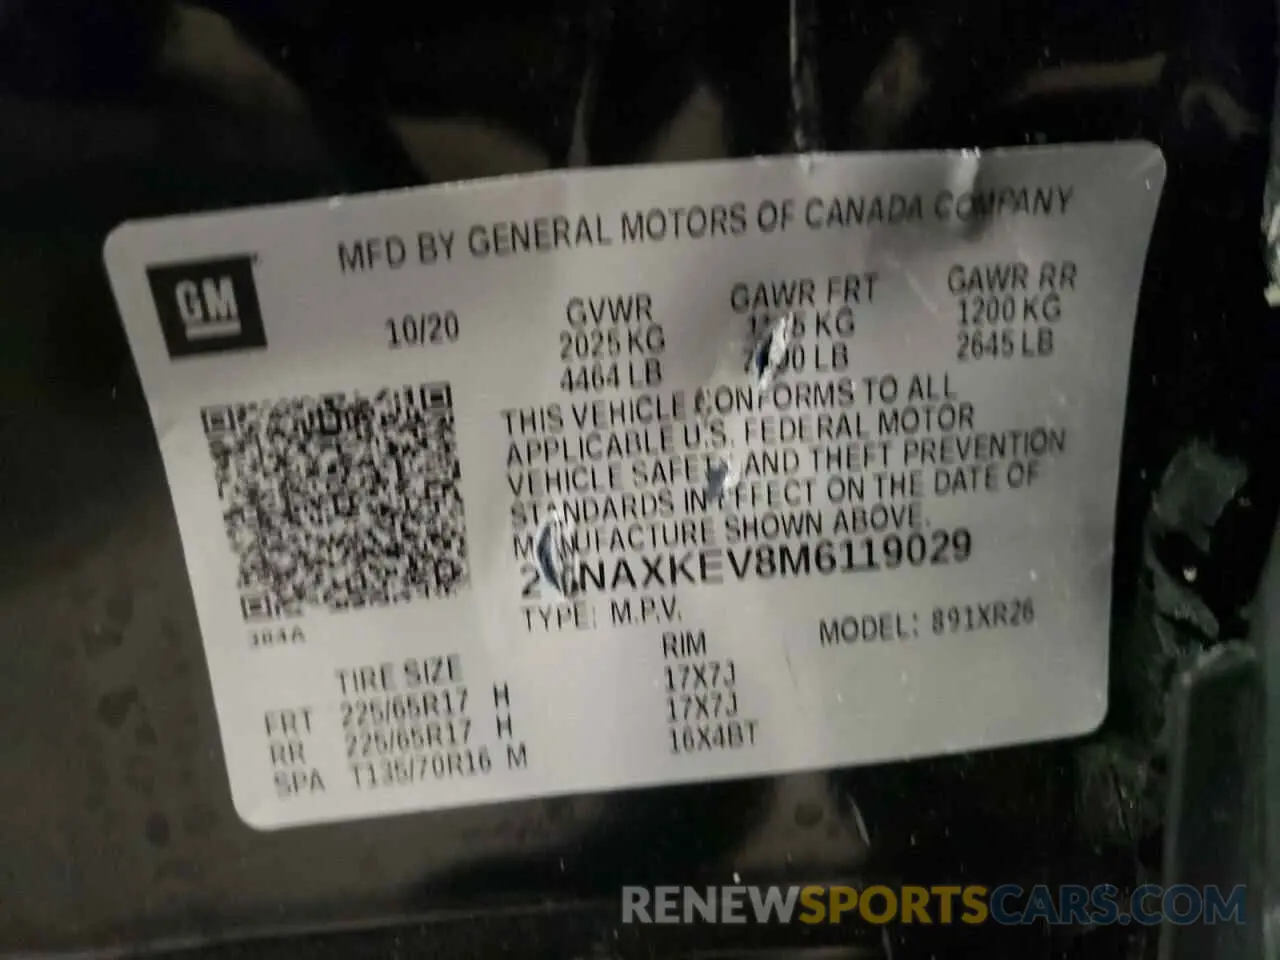 MFD BY GENERAL MOTORS OF CANADA COMPANY
GM
10/20
GVWR GAWR FRT GAWR RR
2025 KG KG 1200 KG
4464 LB LB 2645 LB
THIS VEHICLE CONFORMS TO ALL
APPLICABLE U.S. FEDERAL MOTOR
VEHICLE SAFETY AND THEFT PREVENTION
STANDARDS IN EFFECT ON THE DATE OF
MANUFACTURE SHOWN ABOVE.
NAXKEV8M6119029
TYPE: M.P.V. MODEL: 891XR26
384A
TIRE SIZE RIM
FRT 225/65R17 H 17X7J
RR 225/65R17 H 17X7J
SPA T135/70R16 M 16X4BT
RENEWSPORTSCARS.COM